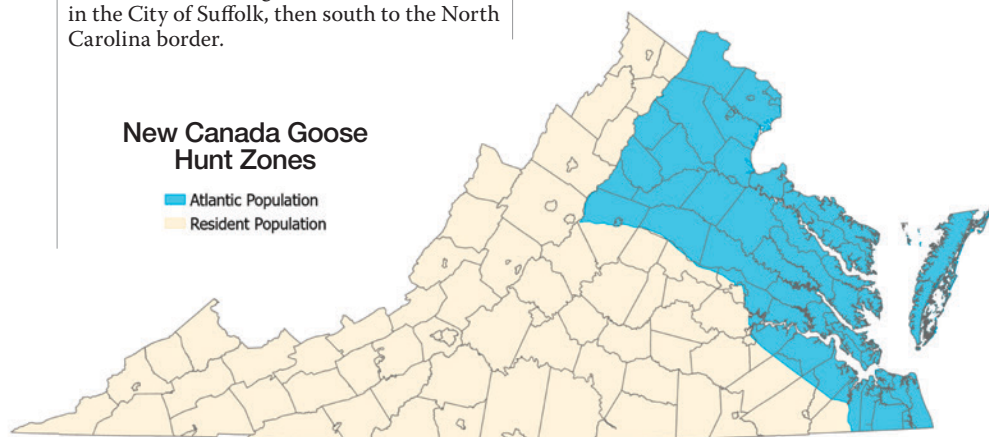 in the City of Suffolk, then south to the North
Carolina border.
New Canada Goose
Hunt Zones
Atlantic Population
Resident Population